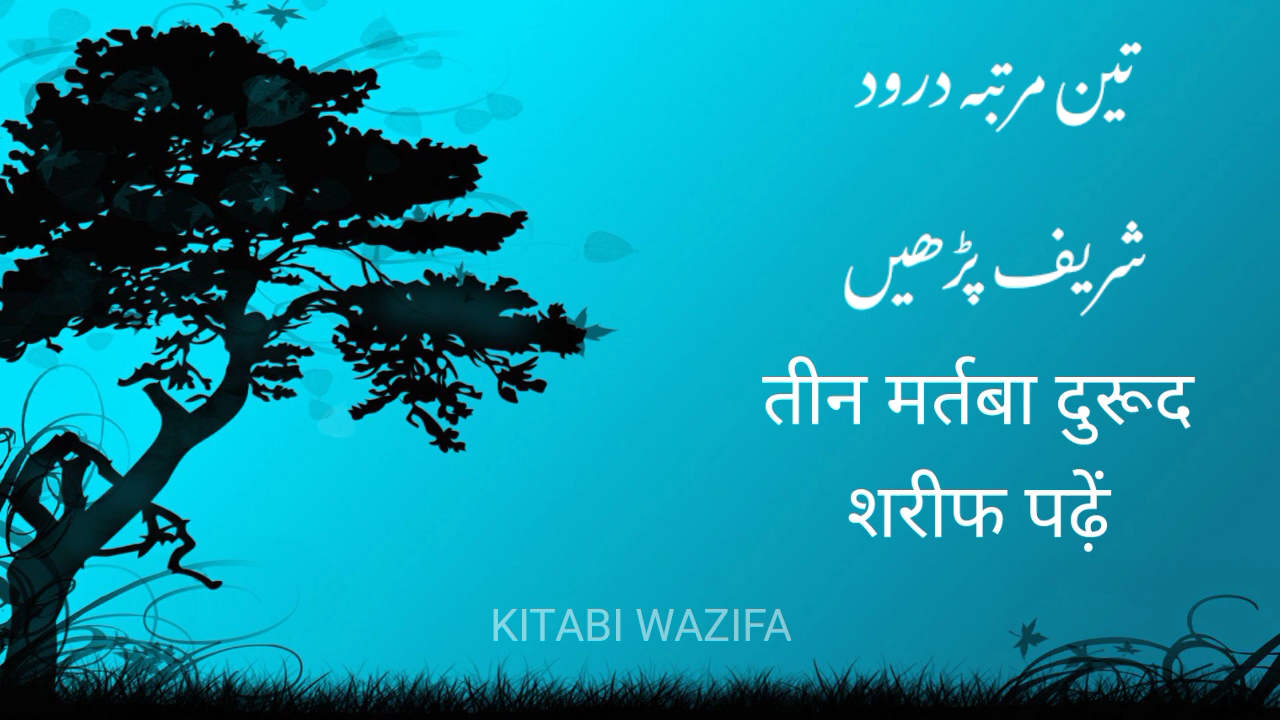 تین مرتبہ درود
شریف پڑھیں
तीन मर्तबा दुरूद
शरीफ पढ़ें
KITABI WAZIFA